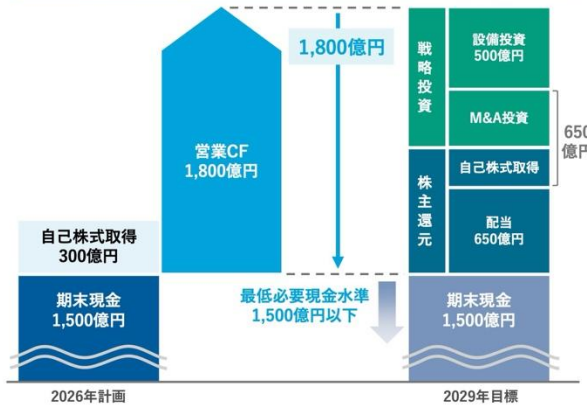 自己株式取得
300億円
期末現金
1,500億円
2026年計画
営業CF
1,800億円
1,800億円
最低必要現金水準
1,500億円以下
戦略投資
設備投資
500億円
M&A投資
650
億円
株主還元
自己株式取得
配当
650億円
期末現金
1,500億円
2029年目標